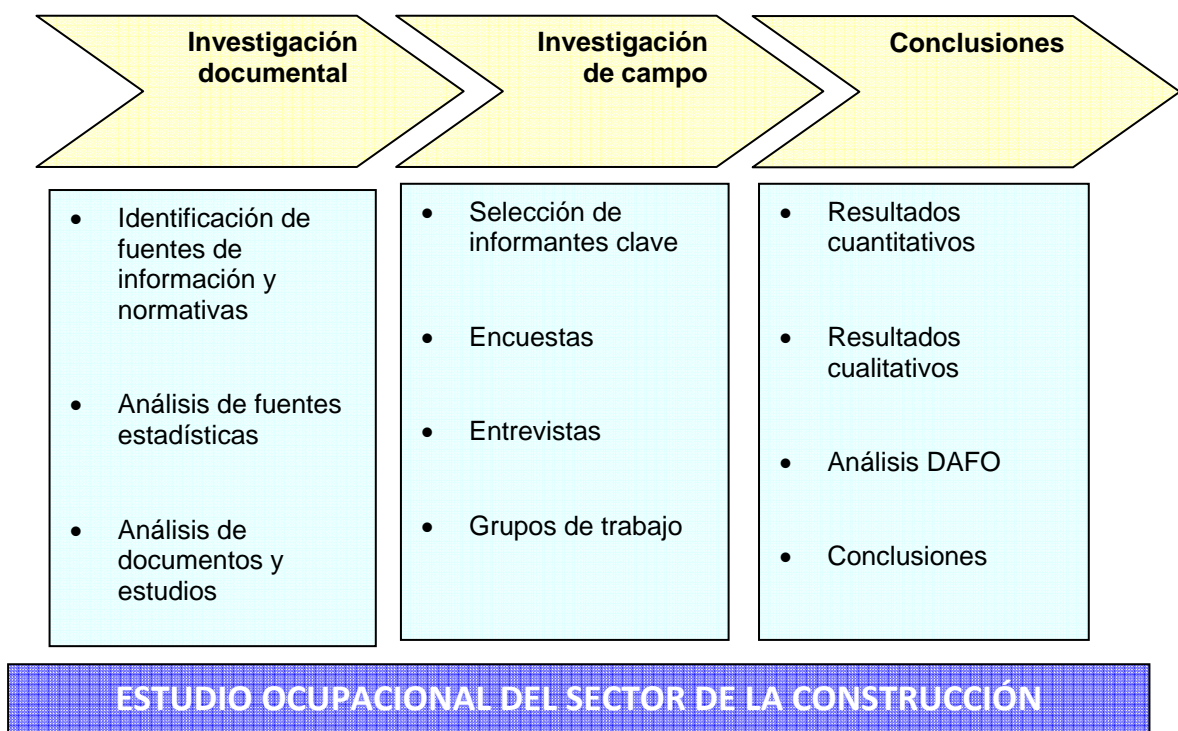 Investigación
documental
Investigación
de campo
Conclusiones
• Identificación de
fuentes de
información y
normativas
• Análisis de fuentes
estadísticas
• Análisis de
documentos y
estudios
• Selección de
informantes clave
• Encuestas
• Entrevistas
• Grupos de trabajo
• Resultados
cuantitativos
• Resultados
cualitativos
• Análisis DAFO
• Conclusiones
ESTUDIO OCUPACIONAL DEL SECTOR DE LA CONSTRUCCIÓN